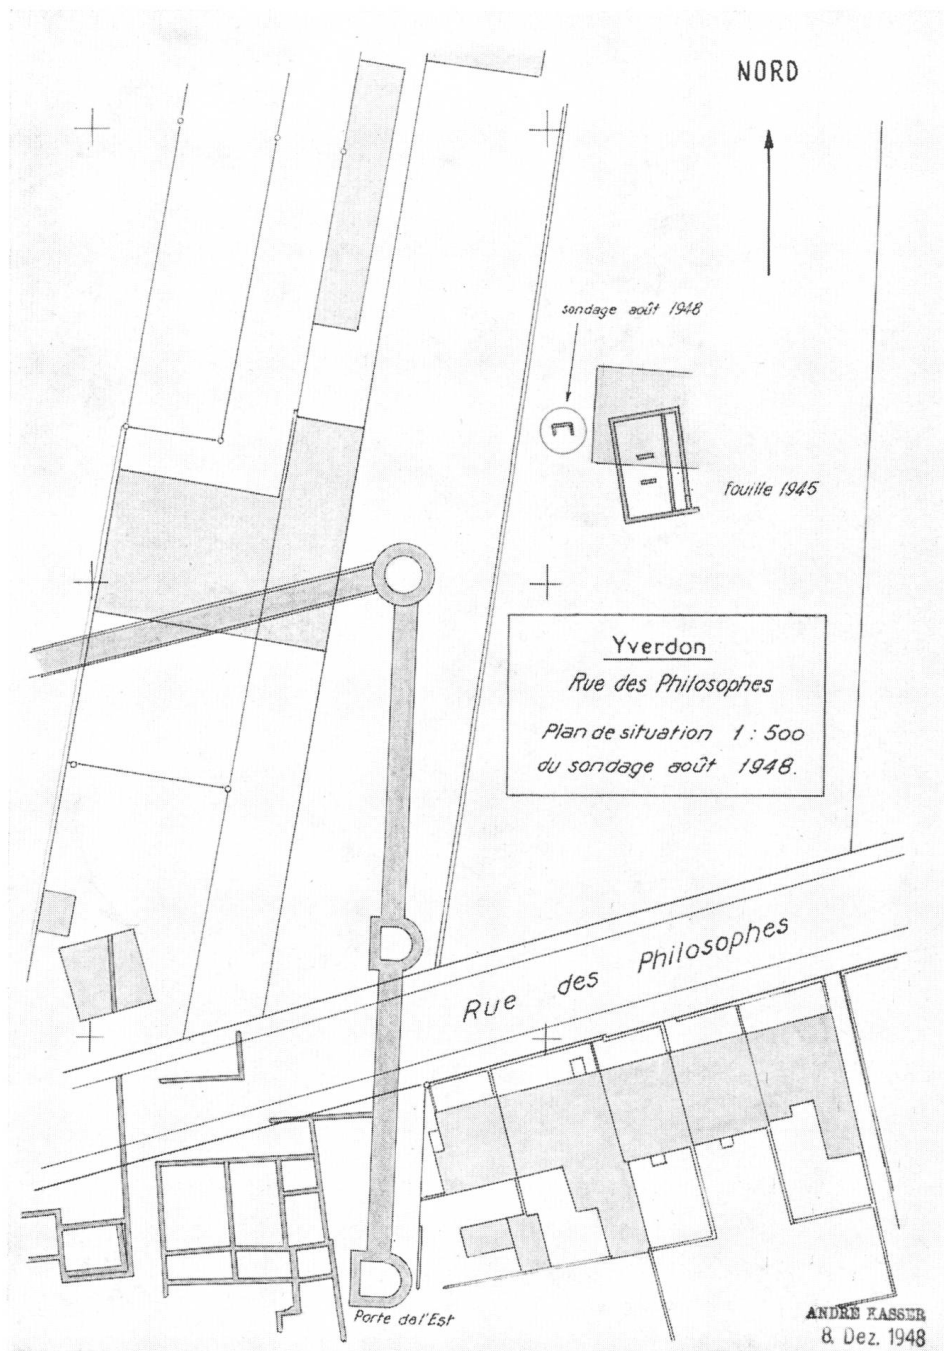 NORD
sondage août 1948
fouille 1945
Yverdon
Rue des Philosophes
Plan de situation 1 : 500
du sondage août 1948.
Rue des Philosophes
Porte de l'Est
ANDRÉ KASSER
8. Dez. 1948